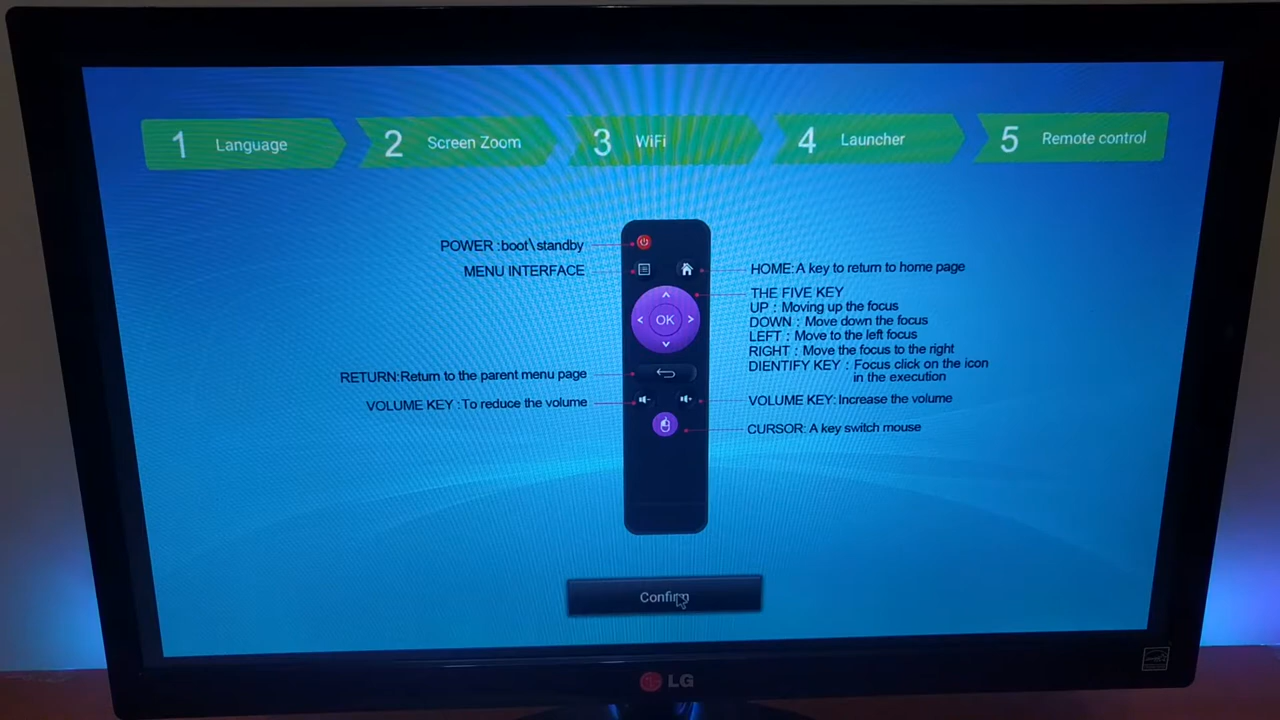 1 Language
2 Screen Zoom
3 WiFi
4 Launcher
5 Remote control
POWER :boot\standby
MENU INTERFACE
HOME:A key to return to home page
THE FIVE KEY
UP : Moving up the focus
DOWN : Move down the focus
LEFT : Move to the left focus
RIGHT : Move the focus to the right
DIENTIFY KEY : Focus click on the icon
in the execution
OK
RETURN:Return to the parent menu page
VOLUME KEY :To reduce the volume
VOLUME KEY: Increase the volume
CURSOR: A key switch mouse
Confirm
LG